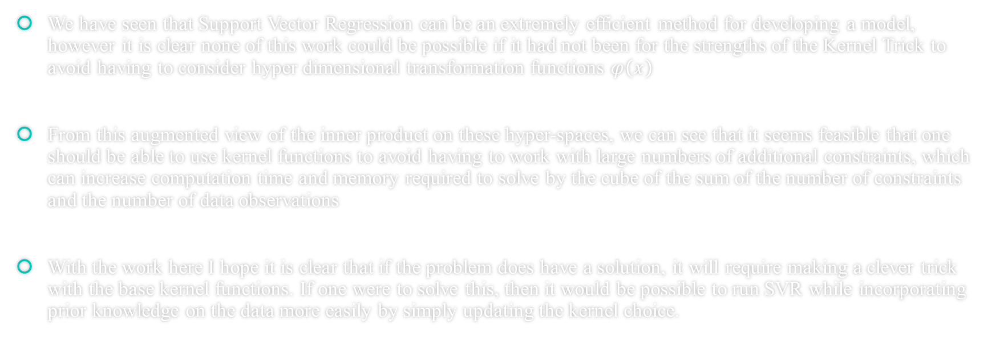 We have seen that Support Vector Regression can be an extremely efficient method for developing a model,
however it is clear none of this work could be possible if it had not been for the strengths of the Kernel Trick to
avoid having to consider hyper dimensional transformation functions φ(x)
From this augmented view of the inner product on these hyper-spaces, we can see that it seems feasible that one
should be able to use kernel functions to avoid having to work with large numbers of additional constraints, which
can increase computation time and memory required to solve by the cube of the sum of the number of constraints
and the number of data observations
With the work here I hope it is clear that if the problem does have a solution, it will require making a clever trick
with the base kernel functions. If one were to solve this, then it would be possible to run SVR while incorporating
prior knowledge on the data more easily by simply updating the kernel choice.